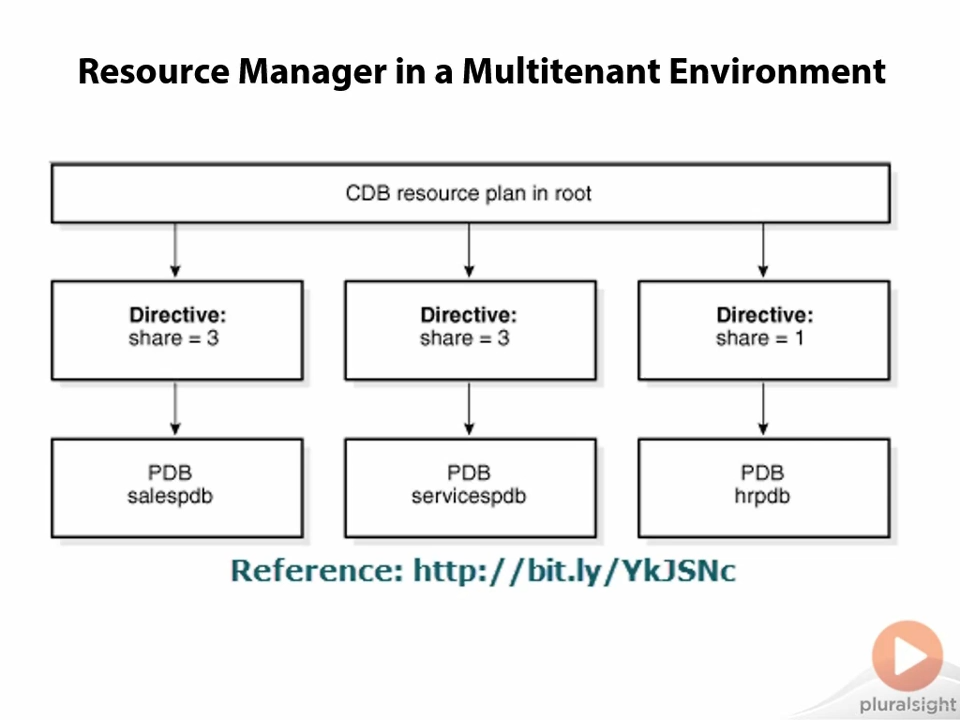 Resource Manager in a Multitenant Environment
CDB resource plan in root
Directive:
share = 3
Directive:
share = 3
Directive:
share = 1
PDB
salespdb
PDB
servicespdb
PDB
hrpdb
Reference: http://bit.ly/YkJSNc
pluralsight